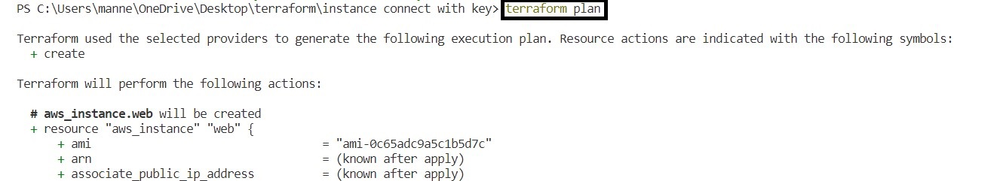 PS C:\Users\manne\OneDrive\Desktop\terraform\instance connect with key> terraform plan
Terraform used the selected providers to generate the following execution plan. Resource actions are indicated with the following symbols:
+ create
Terraform will perform the following actions:
# aws_instance.web will be created
+ resource "aws_instance" "web" {
+ ami = "ami-0c65adc9a5c1b5d7c"
+ arn = (known after apply)
+ associate_public_ip_address = (known after apply)